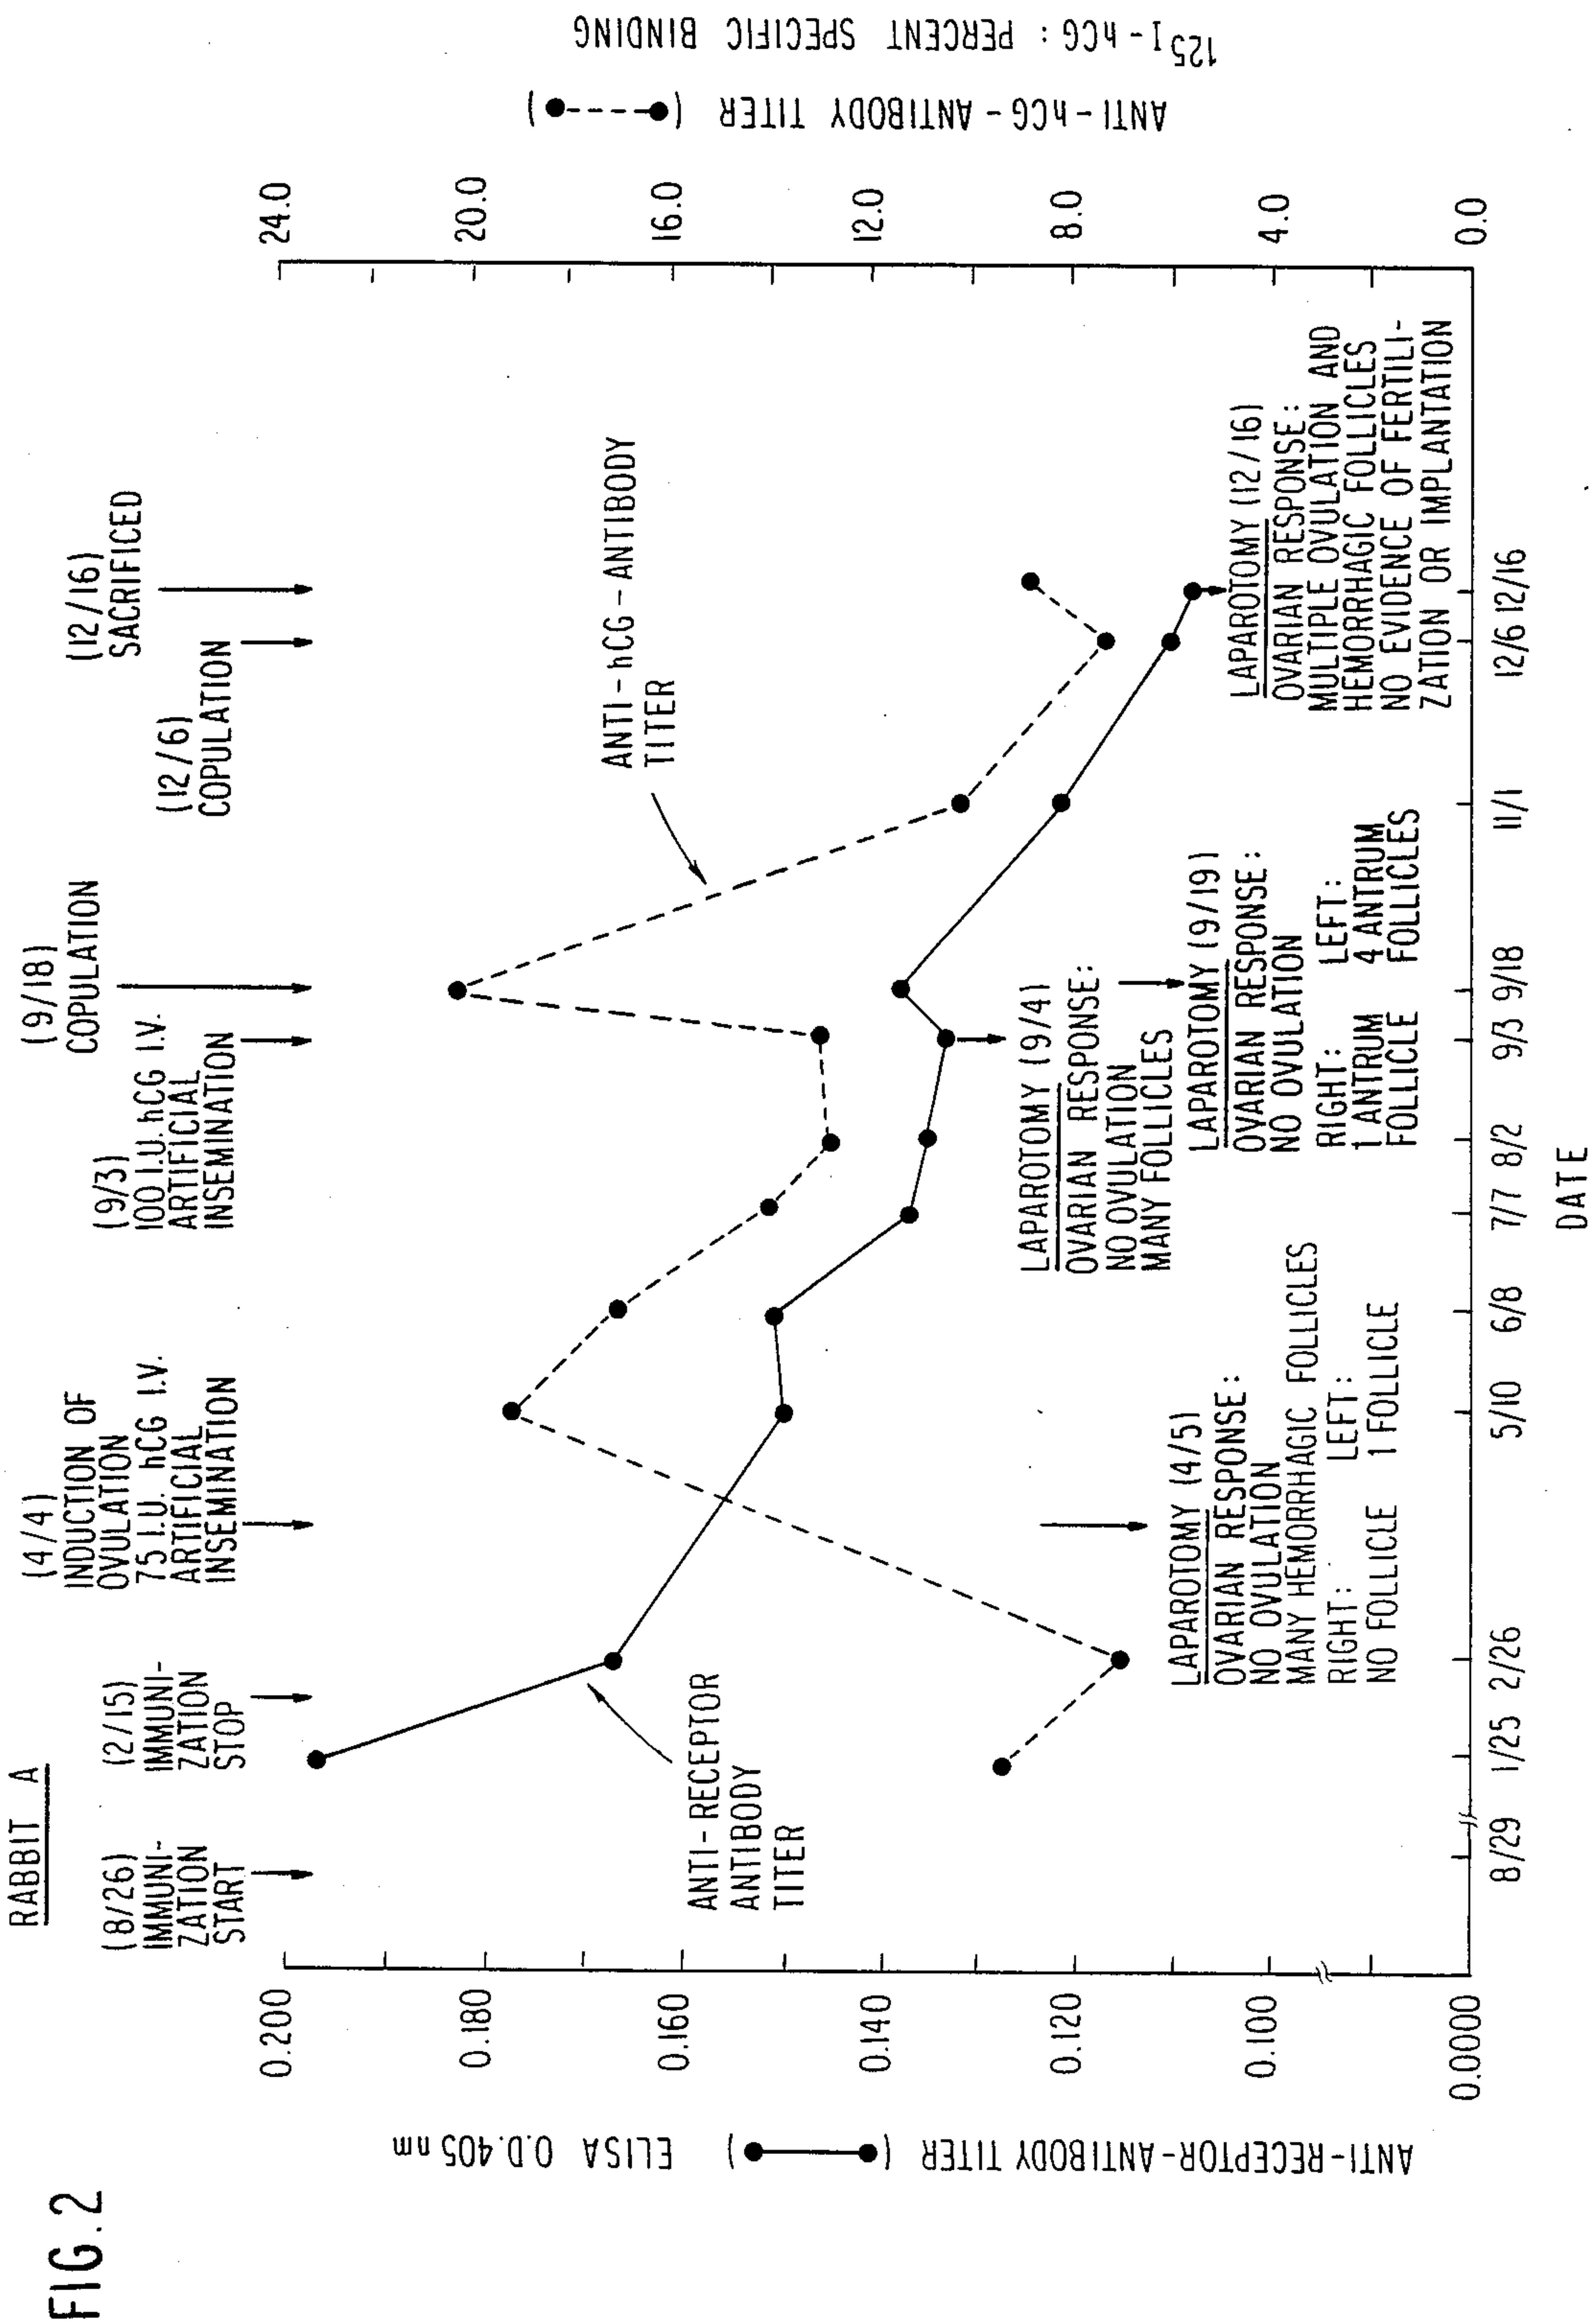 FIG. 2
RABBIT A
(8/26)
IMMUNI-
ZATION
START
(2/15)
IMMUNI-
ZATION
STOP
(4/4)
INDUCTION OF
OVULATION
75 I.U. hCG I.V.
ARTIFICIAL
INSEMINATION
(9/3)
100 I.U. hCG I.V.
ARTIFICIAL
INSEMINATION
(9/18)
COPULATION
(12/6)
COPULATION
(12/16)
SACRIFICED
ANTI-RECEPTOR-ANTIBODY TITER ( ) ELISA O.D.405 nm
0.200
0.180
0.160
0.140
0.120
0.100
0.0000
ANTI-RECEPTOR
ANTIBODY
TITER
ANTI-hCG-ANTIBODY
TITER
LAPAROTOMY (4/5)
OVARIAN RESPONSE:
NO OVULATION
MANY HEMORRHAGIC FOLLICLES
RIGHT: LEFT:
NO FOLLICLE 1 FOLLICLE
LAPAROTOMY (9/4)
OVARIAN RESPONSE:
NO OVULATION
MANY FOLLICLES
LAPAROTOMY (9/19)
OVARIAN RESPONSE:
NO OVULATION
RIGHT: LEFT:
1 ANTRUM 4 ANTRUM
FOLLICLE FOLLICLES
LAPAROTOMY (12/16)
OVARIAN RESPONSE:
MULTIPLE OVULATION AND
HEMORRHAGIC FOLLICLES
NO EVIDENCE OF FERTILI-
ZATION OR IMPLANTATION
24.0
20.0
16.0
12.0
8.0
4.0
0.0
ANTI-hCG-ANTIBODY TITER ( )
125I-hCG: PERCENT SPECIFIC BINDING
8/29 1/25 2/26 5/10 6/8 7/7 8/2 9/3 9/18 11/1 12/6 12/16
DATE